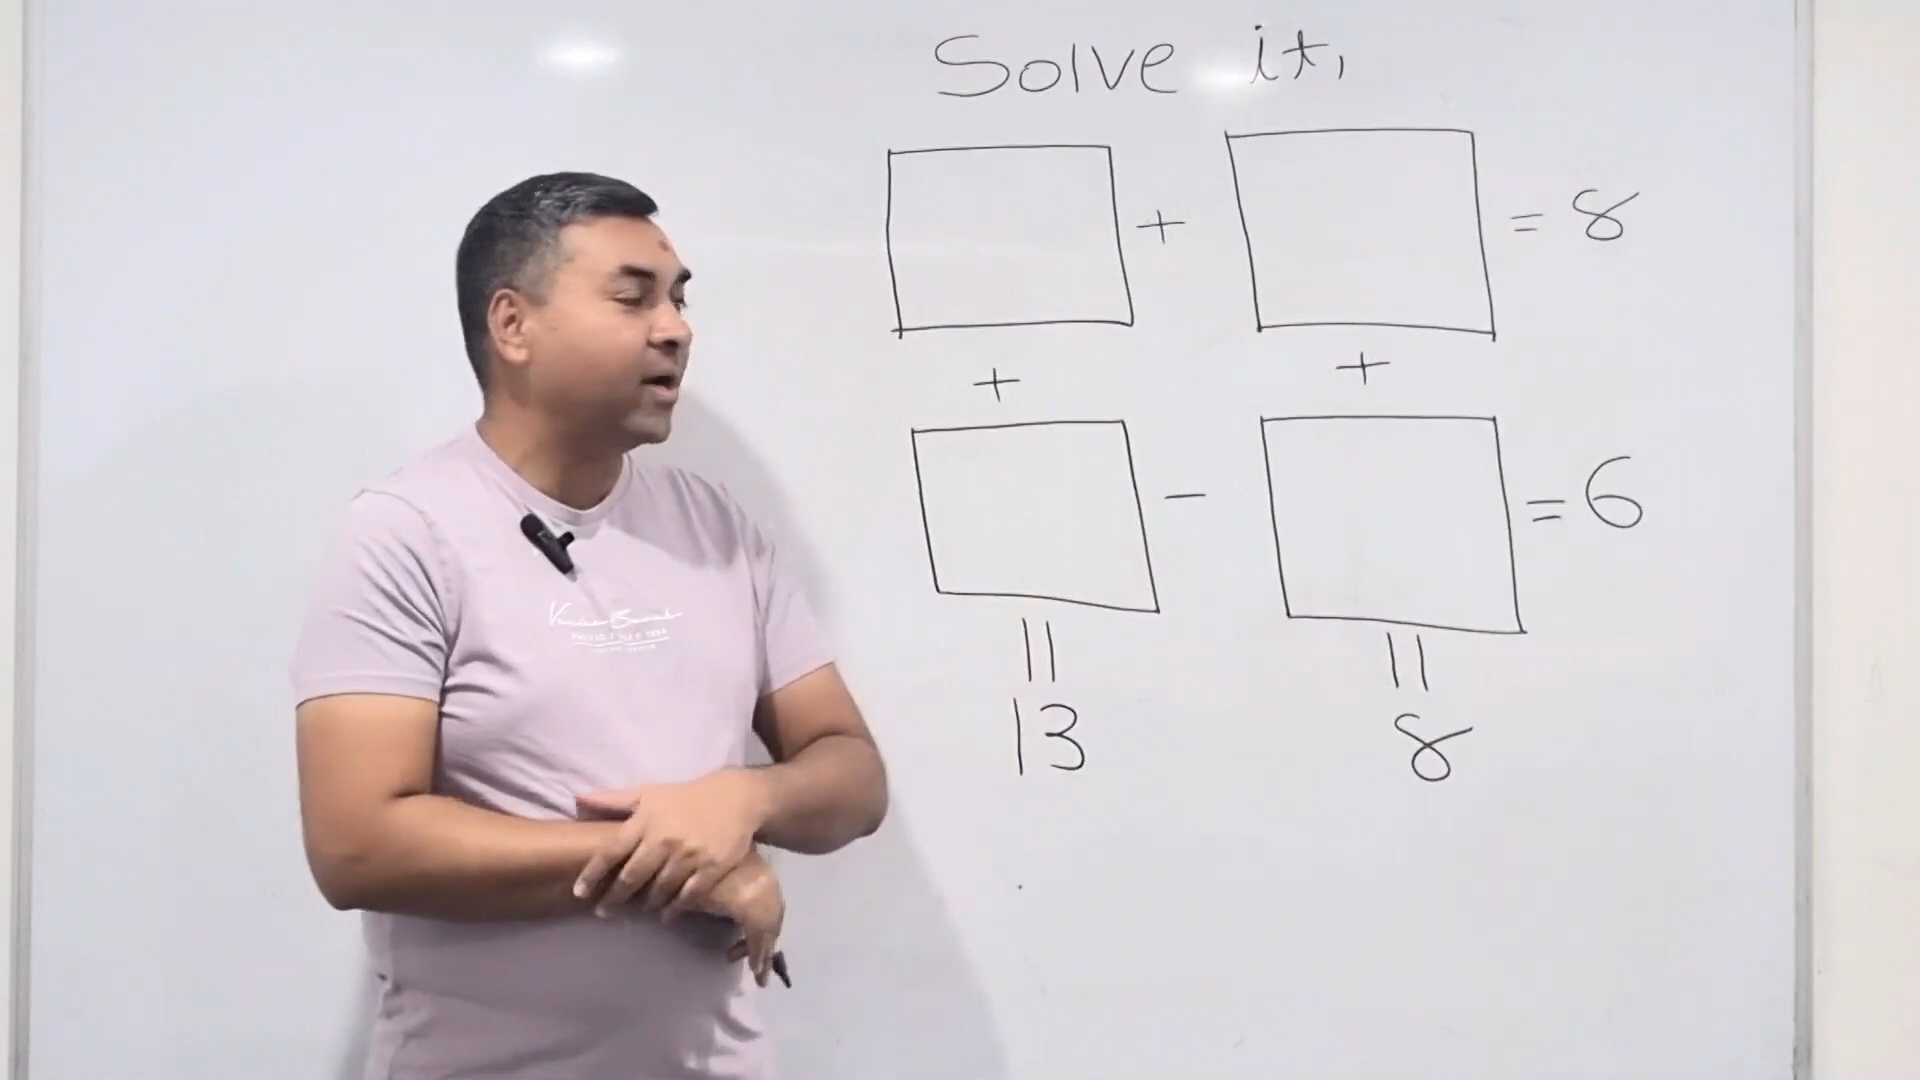 Solve it,
+ = 8
+ +
- = 6
|| ||
13 8